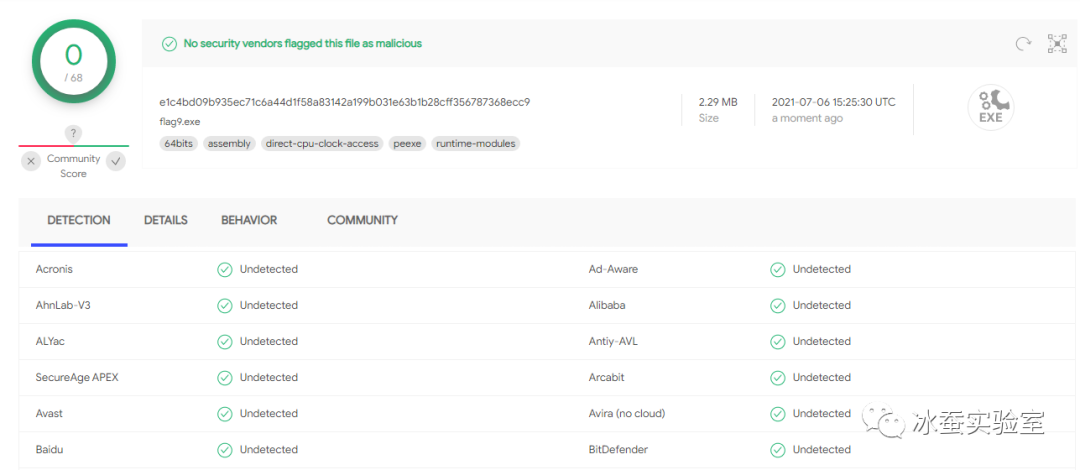 0
/ 68
?
Community
Score
No security vendors flagged this file as malicious
e1c4bd09b935ec71c6a44d1f58a83142a199b031e63b1b28cff356787368ecc9
flag9.exe
64bits assembly direct-cpu-clock-access peexe runtime-modules
2.29 MB
Size
2021-07-06 15:25:30 UTC
a moment ago
EXE
DETECTION DETAILS BEHAVIOR COMMUNITY
Acronis Undetected Ad-Aware Undetected
AhnLab-V3 Undetected Alibaba Undetected
ALYac Undetected Antiy-AVL Undetected
SecureAge APEX Undetected Arcabit Undetected
Avast Undetected Avira (no cloud) Undetected
Baidu Undetected BitDefender Undetected
冰蚕实验室